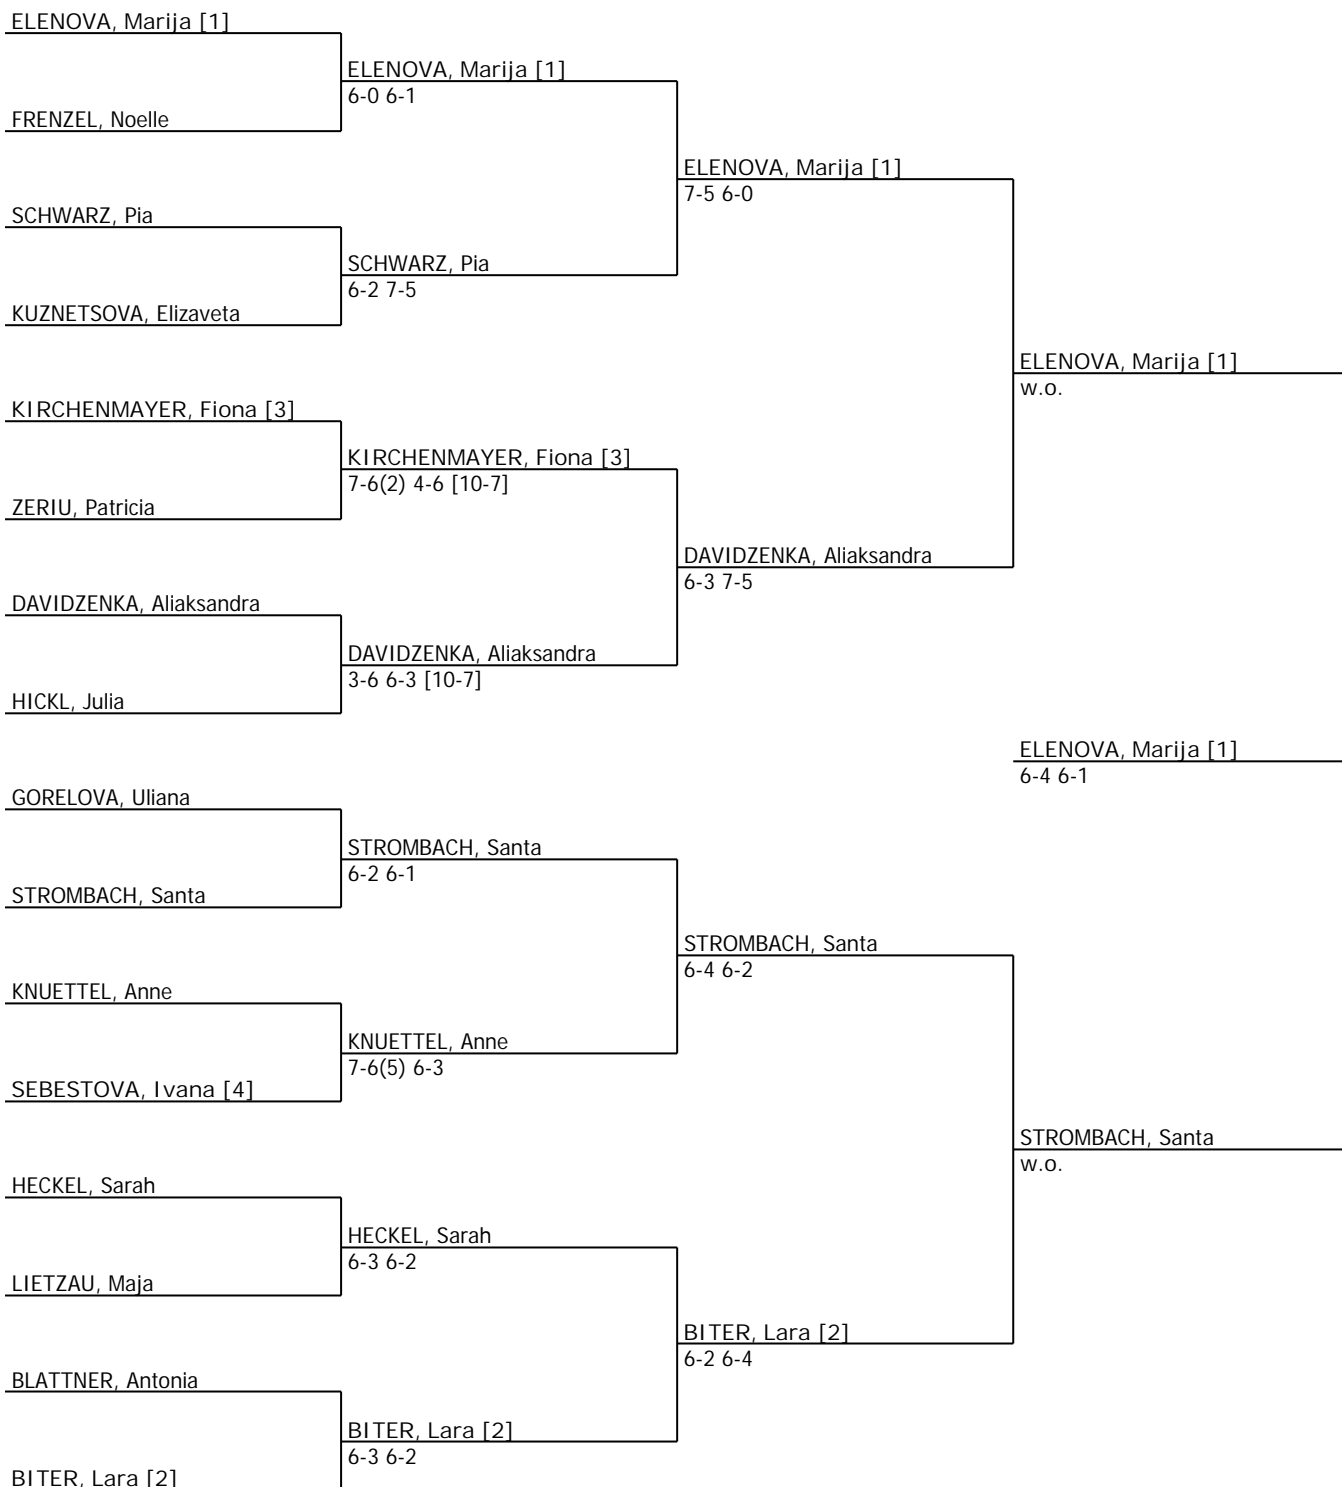 ELENOVA, Marija [1]
ELENOVA, Marija [1]
6-0 6-1
FRENZEL, Noelle
ELENOVA, Marija [1]
7-5 6-0
SCHWARZ, Pia
SCHWARZ, Pia
6-2 7-5
KUZNETSOVA, Elizaveta
ELENOVA, Marija [1]
w.o.
KIRCHENMAYER, Fiona [3]
KIRCHENMAYER, Fiona [3]
7-6(2) 4-6 [10-7]
ZERIU, Patricia
DAVIDZENKA, Aliaksandra
6-3 7-5
DAVIDZENKA, Aliaksandra
DAVIDZENKA, Aliaksandra
3-6 6-3 [10-7]
HICKL, Julia
ELENOVA, Marija [1]
6-4 6-1
GORELOVA, Uliana
STROMBACH, Santa
6-2 6-1
STROMBACH, Santa
STROMBACH, Santa
6-4 6-2
KNUETTEL, Anne
KNUETTEL, Anne
7-6(5) 6-3
SEBESTOVA, Ivana [4]
STROMBACH, Santa
w.o.
HECKEL, Sarah
HECKEL, Sarah
6-3 6-2
LIETZAU, Maja
BITER, Lara [2]
6-2 6-4
BLATTNER, Antonia
BITER, Lara [2]
6-3 6-2
BITER, Lara [2]